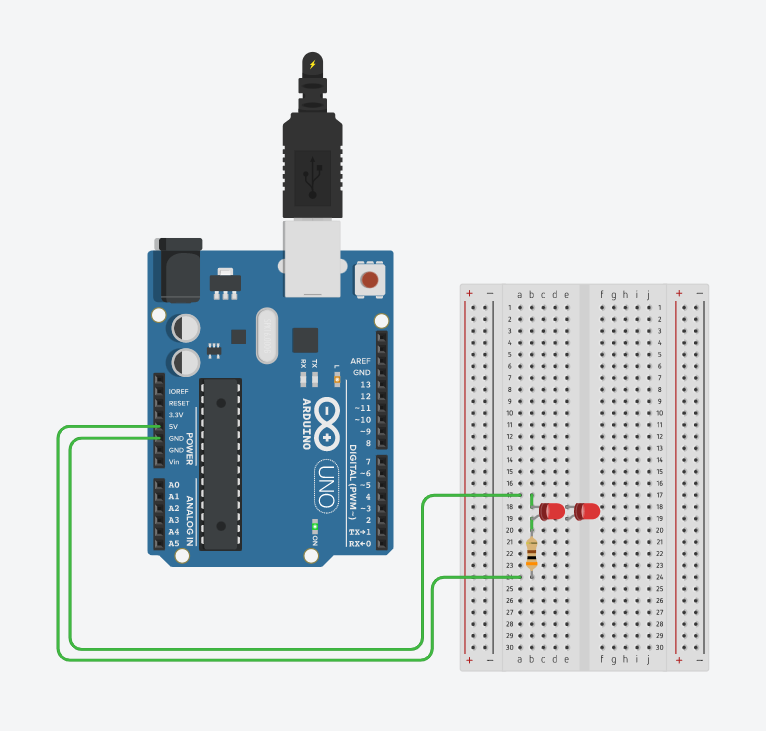 IOREF
RESET
3.3V
5V
GND
GND
Vin
POWER
A0
A1
A2
A3
A4
A5
ANALOG IN
RX
TX
L
ARDUINO
UNO
ON
AREF
GND
13
12
~11
~10
~9
8
7
~6
~5
4
~3
2
TX→1
RX←0
DIGITAL (PWM~)
+ − a b c d e f g h i j + −
1 1
2 2
3 3
4 4
5 5
6 6
7 7
8 8
9 9
10 10
11 11
12 12
13 13
14 14
15 15
16 16
17 17
18 18
19 19
20 20
21 21
22 22
23 23
24 24
25 25
26 26
27 27
28 28
29 29
30 30
+ − a b c d e f g h i j + −